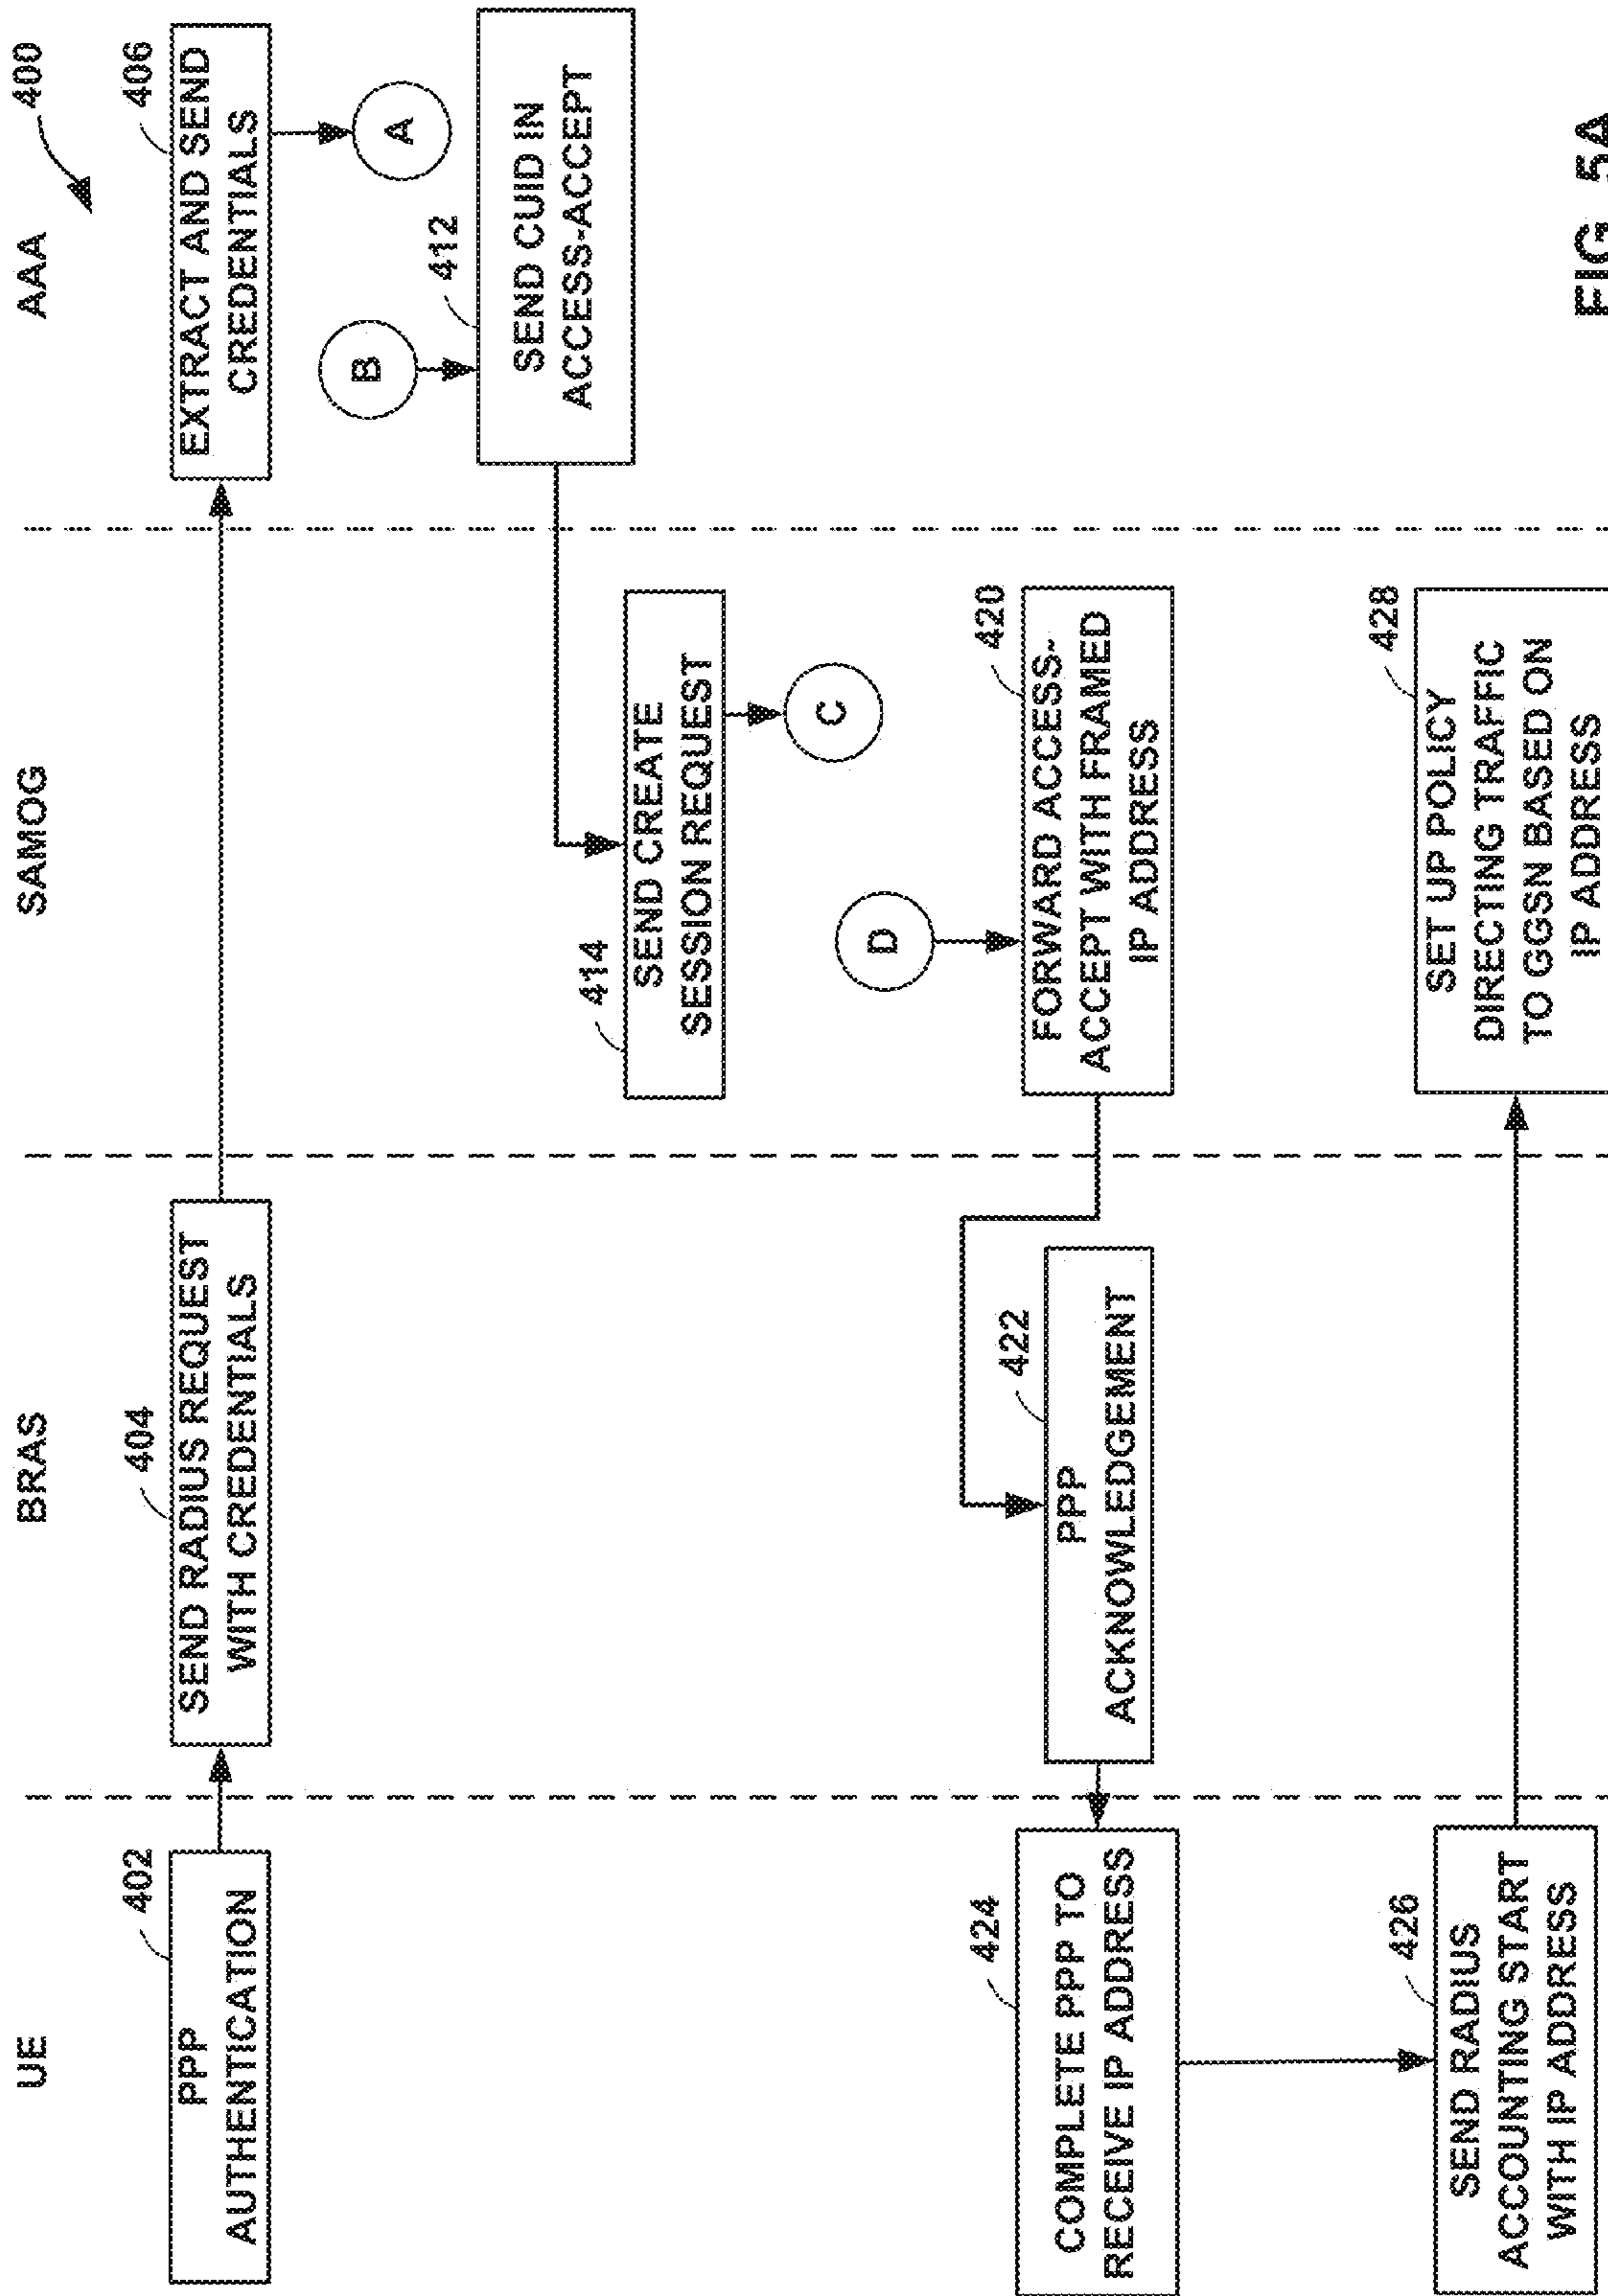 UE
BRAS
SAMOG
AAA
400
402
PPP
AUTHENTICATION
404
SEND RADIUS REQUEST
WITH CREDENTIALS
406
EXTRACT AND SEND
CREDENTIALS
A
B
412
SEND CUID IN
ACCESS-ACCEPT
414
SEND CREATE
SESSION REQUEST
C
D
420
FORWARD ACCESS-
ACCEPT WITH FRAMED
IP ADDRESS
422
PPP
ACKNOWLEDGEMENT
424
COMPLETE PPP TO
RECEIVE IP ADDRESS
426
SEND RADIUS
ACCOUNTING START
WITH IP ADDRESS
428
SET UP POLICY
DIRECTING TRAFFIC
TO GGSN BASED ON
IP ADDRESS
FIG. 5A